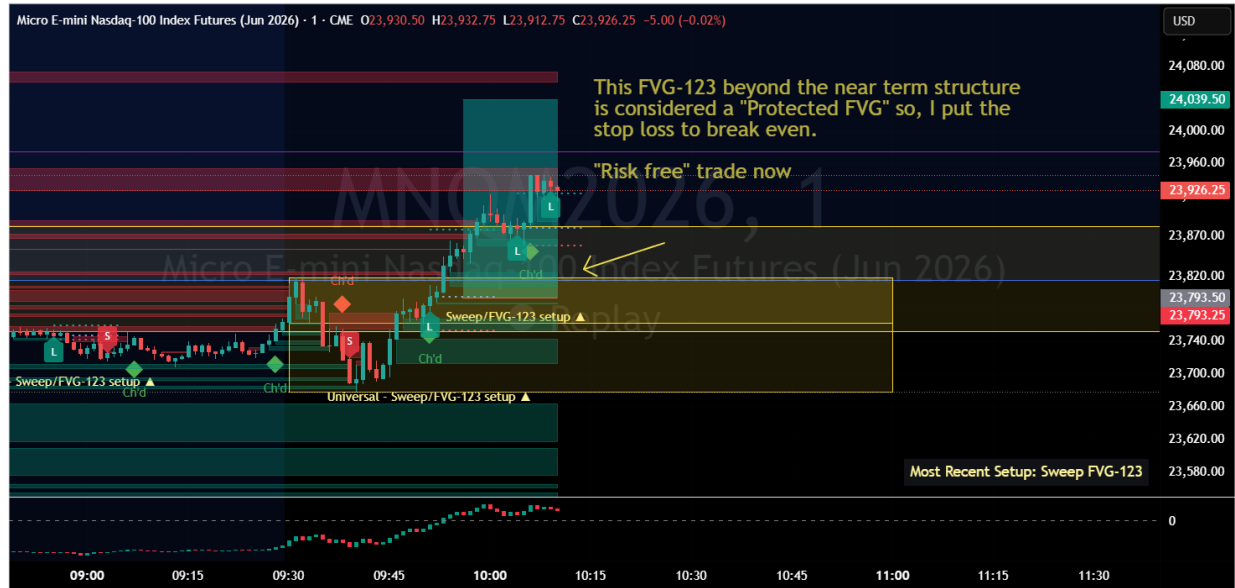 Micro E-mini Nasdaq-100 Index Futures (Jun 2026) · 1 · CME O23,930.50 H23,932.75 L23,912.75 C23,926.25 −5.00 (−0.02%)
USD
24,080.00
24,039.50
24,000.00
23,960.00
23,926.25
23,870.00
23,820.00
23,793.50
23,793.25
23,740.00
23,700.00
23,660.00
23,620.00
23,580.00
0
This FVG-123 beyond the near term structure
is considered a "Protected FVG" so, I put the
stop loss to break even.
"Risk free" trade now
2026, 1
Micro E-mini Nasdaq-100 Index Futures (Jun 2026)
Replay
L
L
Ch'd
Ch'd
S
L
Sweep/FVG-123 setup ▲
S
L
Ch'd
Sweep/FVG-123 setup ▲
Ch'd
Ch'd
Universal - Sweep/FVG-123 setup ▲
Most Recent Setup: Sweep FVG-123
09:00 09:15 09:30 09:45 10:00 10:15 10:30 10:45 11:00 11:15 11:30